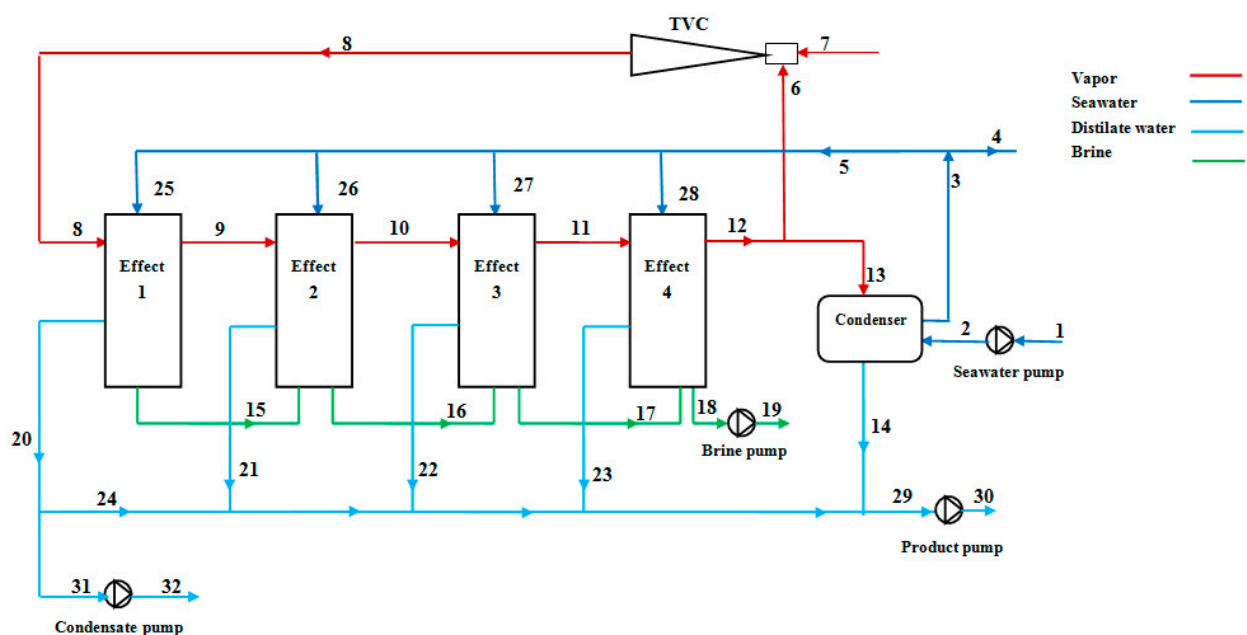 TVC
8
7
6
Vapor
Seawater
Distilate water
Brine
4
5
3
25
26
27
28
8
9
10
11
12
13
Effect
1
Effect
2
Effect
3
Effect
4
Condenser
2
1
Seawater pump
15
16
17
18
19
Brine pump
14
20
21
22
23
24
29
30
Product pump
31
32
Condensate pump